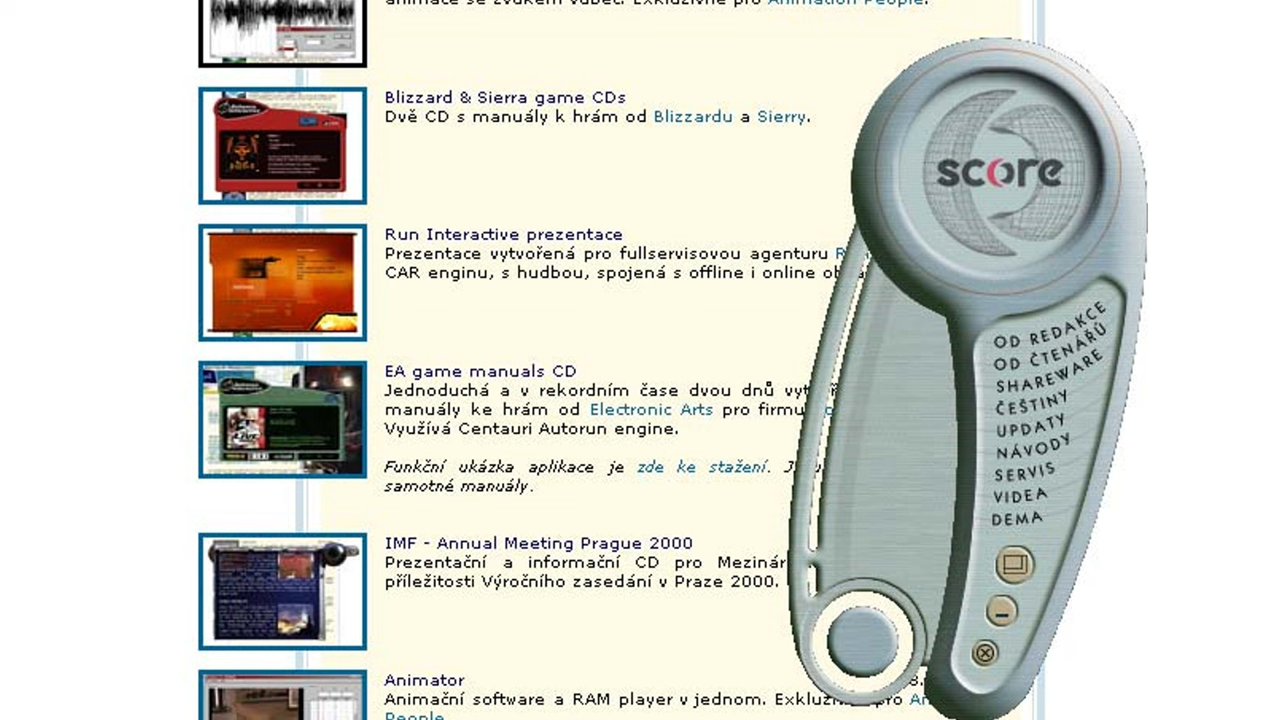 animace se zvukem vůbec. Exkluzivně pro Animation People.
Blizzard & Sierra game CDs
Dvě CD s manuály k hrám od Blizzardu a Sierry.
Run Interactive prezentace
Prezentace vytvořená pro fullservisovou agenturu
CAR enginu, s hudbou, spojená s offline i online
EA game manuals CD
Jednoduchá a v rekordním čase dvou dnů
manuály ke hrám od Electronic Arts pro firmu
Využívá Centauri Autorun engine.
Funkční ukázka aplikace je zde ke stažení.
samotné manuály.
IMF - Annual Meeting Prague 2000
Prezentační a informační CD pro Mezinár
příležitosti Výročního zasedání v Praze 2000.
Animator
Animační software a RAM player v jednom. pro
People
score
OD REDAKCE
OD ČTENÁŘŮ
SHAREWARE
ČEŠTINY
UPDATY
NÁVODY
SERVIS
VIDEA
DEMA